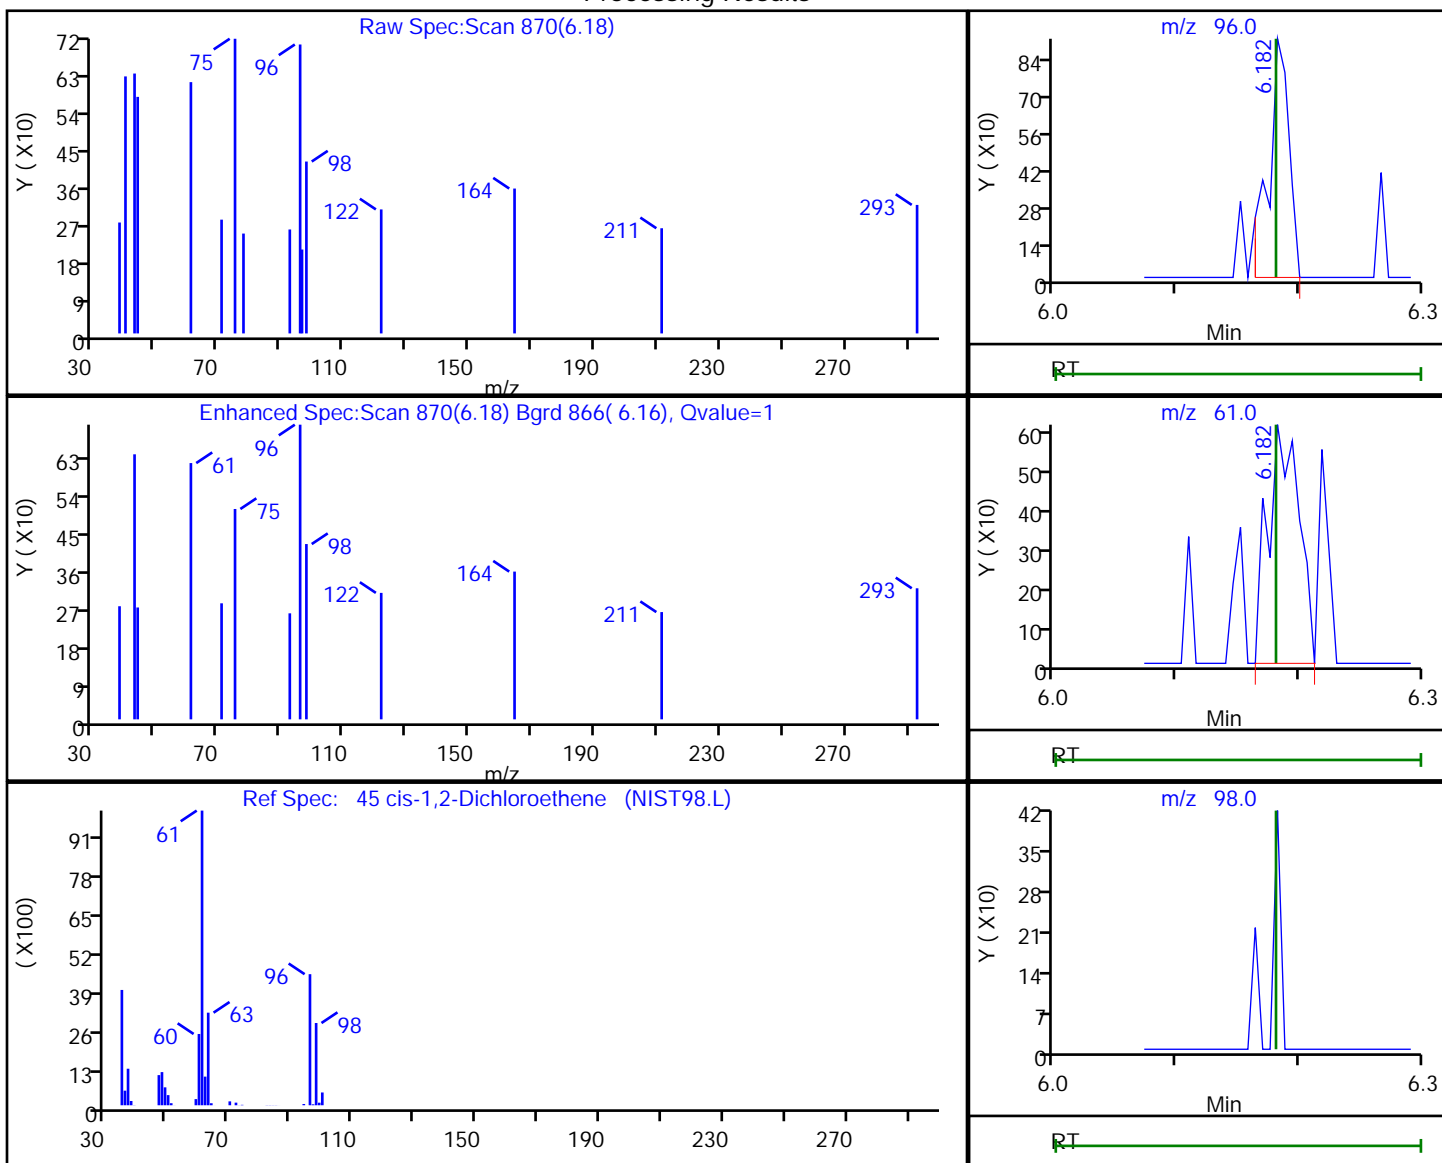 Processing Results
Raw Spec:Scan 870(6.18)
Y ( X10)
72
63
54
45
36
27
18
9
0
75
96
98
122
164
211
293
30 70 110 150 190 230 270
m/z
m/z 96.0
Y ( X10)
84
70
56
42
28
14
0
6.182
6.0 6.3
Min
RT
Enhanced Spec:Scan 870(6.18) Bgrd 866( 6.16), Qvalue=1
Y ( X10)
63
54
45
36
27
18
9
0
96
61
75
98
122
164
211
293
30 70 110 150 190 230 270
m/z
m/z 61.0
Y ( X10)
60
50
40
30
20
10
0
6.182
6.0 6.3
Min
RT
Ref Spec: 45 cis-1,2-Dichloroethene (NIST98.L)
( X100)
91
78
65
52
39
26
13
0
61
60
63
96
98
30 70 110 150 190 230 270
m/z 98.0
Y ( X10)
42
35
28
21
14
7
0
6.0 6.3
Min
RT